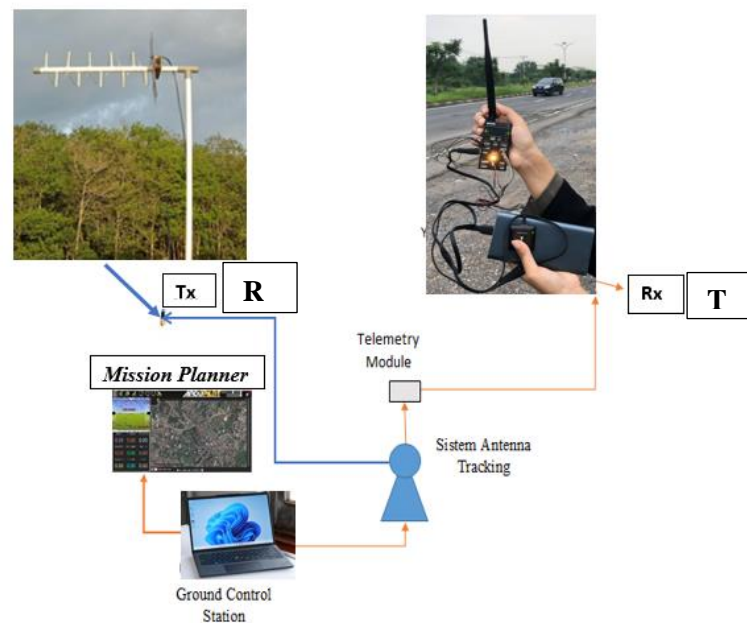 Tx
R
Rx
T
Telemetry
Module
Mission Planner
Sistem Antenna
Tracking
Ground Control
Station